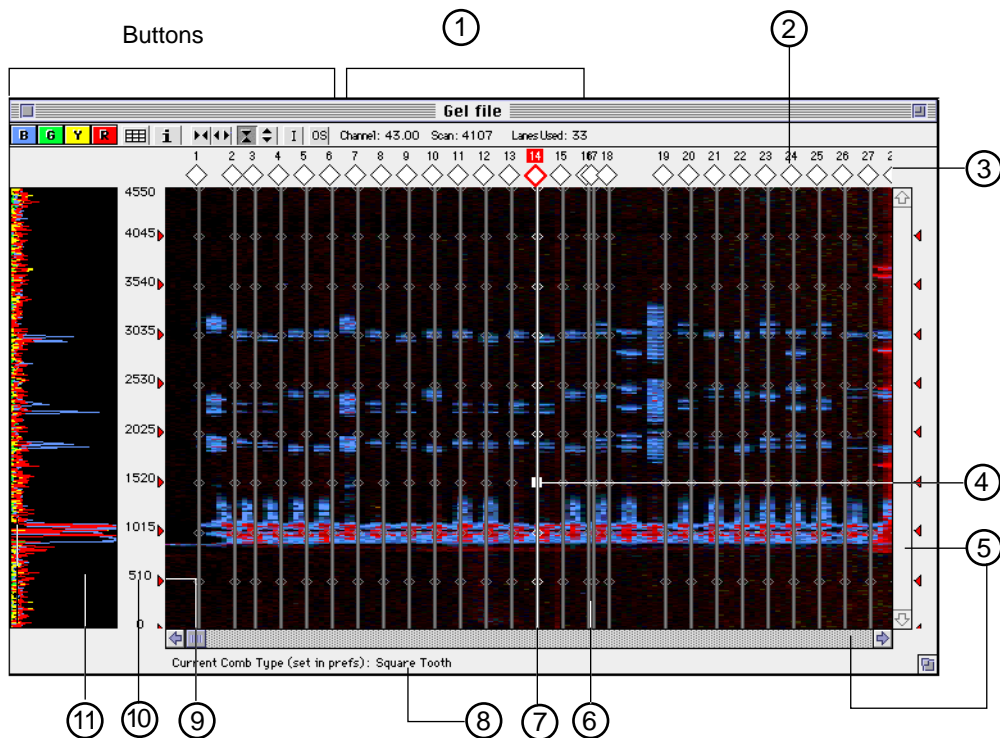 Buttons
1
2
Gel file
B G Y R i I OS Channel: 43.00 Scan: 4107 Lanes Used: 33
1 2 3 4 5 6 7 8 9 10 11 12 13 14 15 16 17 18 19 20 21 22 23 24 25 26 27 2
3
4550
4045
3540
3035
2530
2025
1520
4
1015
5
510
0
Current Comb Type (set in prefs): Square Tooth
11 10 9 8 7 6